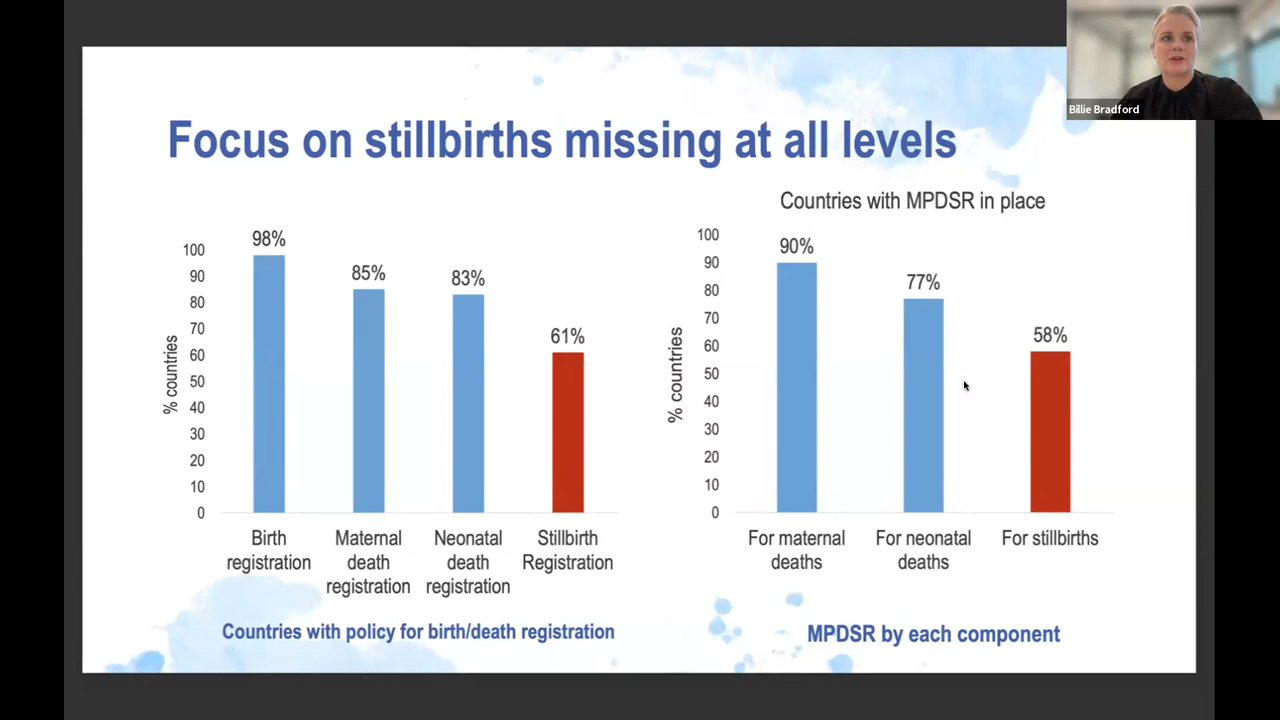 Billie Bradford
Focus on stillbirths missing at all levels
% countries
100
90
80
70
60
50
40
30
20
10
0
98%
85%
83%
61%
Birth
registration
Maternal
death
registration
Neonatal
death
registration
Stillbirth
Registration
Countries with policy for birth/death registration
Countries with MPDSR in place
% countries
100
90
80
70
60
50
40
30
20
10
0
90%
77%
58%
For maternal
deaths
For neonatal
deaths
For stillbirths
MPDSR by each component